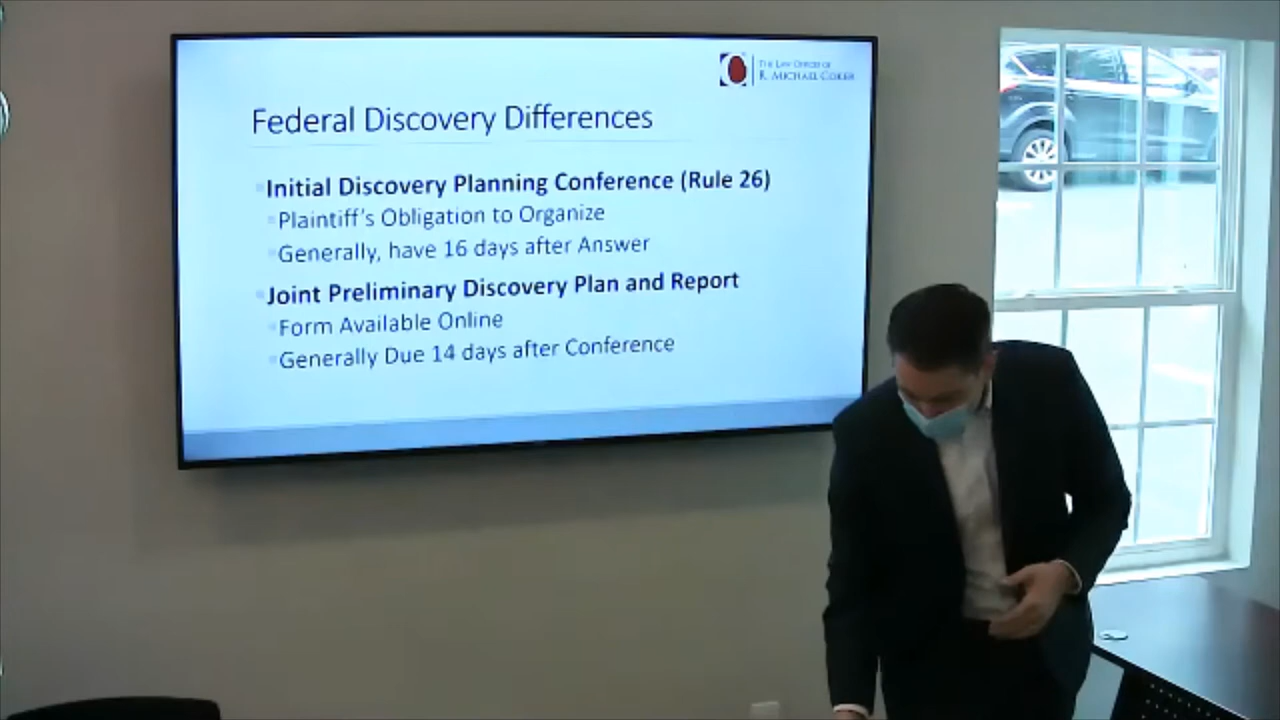 THE LAW OFFICES OF
R. MICHAEL COKER
Federal Discovery Differences
Initial Discovery Planning Conference (Rule 26)
Plaintiff's Obligation to Organize
Generally, have 16 days after Answer
Joint Preliminary Discovery Plan and Report
Form Available Online
Generally Due 14 days after Conference